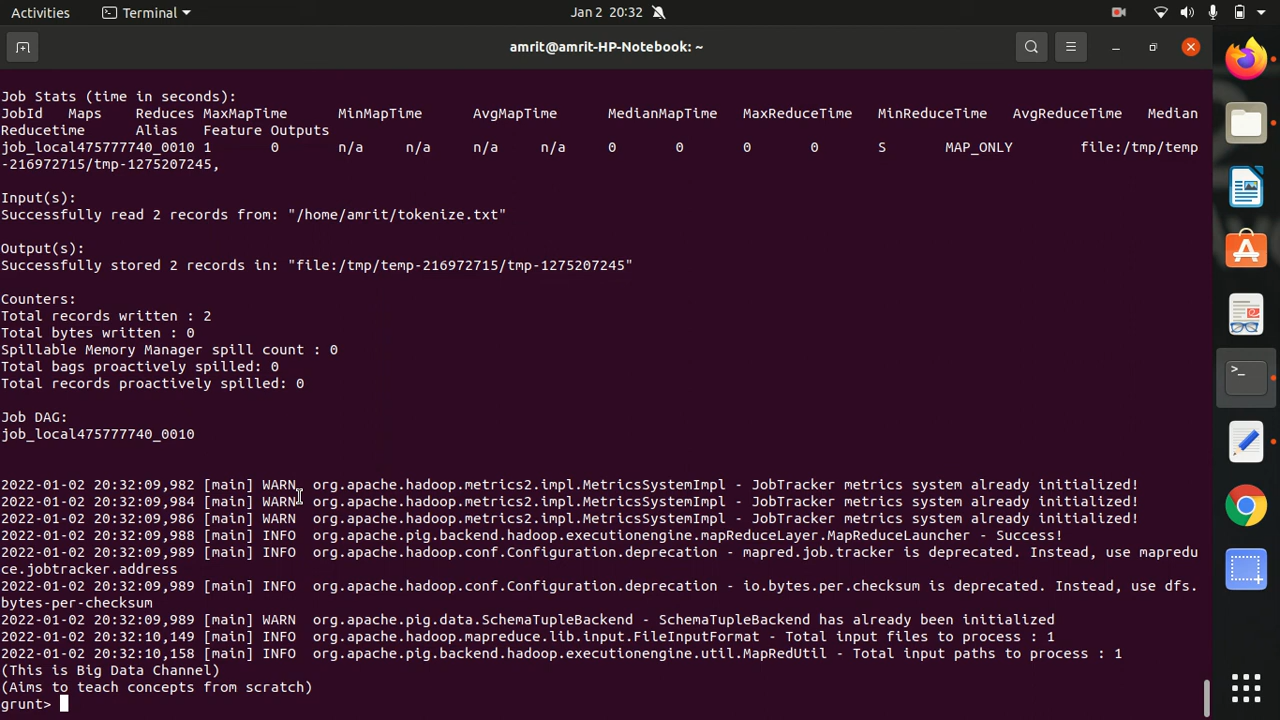 Activities
Terminal
Jan 2 20:32
amrit@amrit-HP-Notebook: ~
Job Stats (time in seconds):
JobId Maps Reduces MaxMapTime MinMapTime AvgMapTime MedianMapTime MaxReduceTime MinReduceTime AvgReduceTime Median
Reducetime Alias Feature Outputs
job_local475777740_0010 1 0 n/a n/a n/a n/a 0 0 0 0 S MAP_ONLY file:/tmp/temp
-216972715/tmp-1275207245,
Input(s):
Successfully read 2 records from: "/home/amrit/tokenize.txt"
Output(s):
Successfully stored 2 records in: "file:/tmp/temp-216972715/tmp-1275207245"
Counters:
Total records written : 2
Total bytes written : 0
Spillable Memory Manager spill count : 0
Total bags proactively spilled: 0
Total records proactively spilled: 0
Job DAG:
job_local475777740_0010
2022-01-02 20:32:09,982 [main] WARN org.apache.hadoop.metrics2.impl.MetricsSystemImpl - JobTracker metrics system already initialized!
2022-01-02 20:32:09,984 [main] WARN org.apache.hadoop.metrics2.impl.MetricsSystemImpl - JobTracker metrics system already initialized!
2022-01-02 20:32:09,986 [main] WARN org.apache.hadoop.metrics2.impl.MetricsSystemImpl - JobTracker metrics system already initialized!
2022-01-02 20:32:09,988 [main] INFO org.apache.pig.backend.hadoop.executionengine.mapReduceLayer.MapReduceLauncher - Success!
2022-01-02 20:32:09,989 [main] INFO org.apache.hadoop.conf.Configuration.deprecation - mapred.job.tracker is deprecated. Instead, use mapredu
ce.jobtracker.address
2022-01-02 20:32:09,989 [main] INFO org.apache.hadoop.conf.Configuration.deprecation - io.bytes.per.checksum is deprecated. Instead, use dfs.
bytes-per-checksum
2022-01-02 20:32:09,989 [main] WARN org.apache.pig.data.SchemaTupleBackend - SchemaTupleBackend has already been initialized
2022-01-02 20:32:10,149 [main] INFO org.apache.hadoop.mapreduce.lib.input.FileInputFormat - Total input files to process : 1
2022-01-02 20:32:10,158 [main] INFO org.apache.pig.backend.hadoop.executionengine.util.MapRedUtil - Total input paths to process : 1
(This is Big Data Channel)
(Aims to teach concepts from scratch)
grunt>